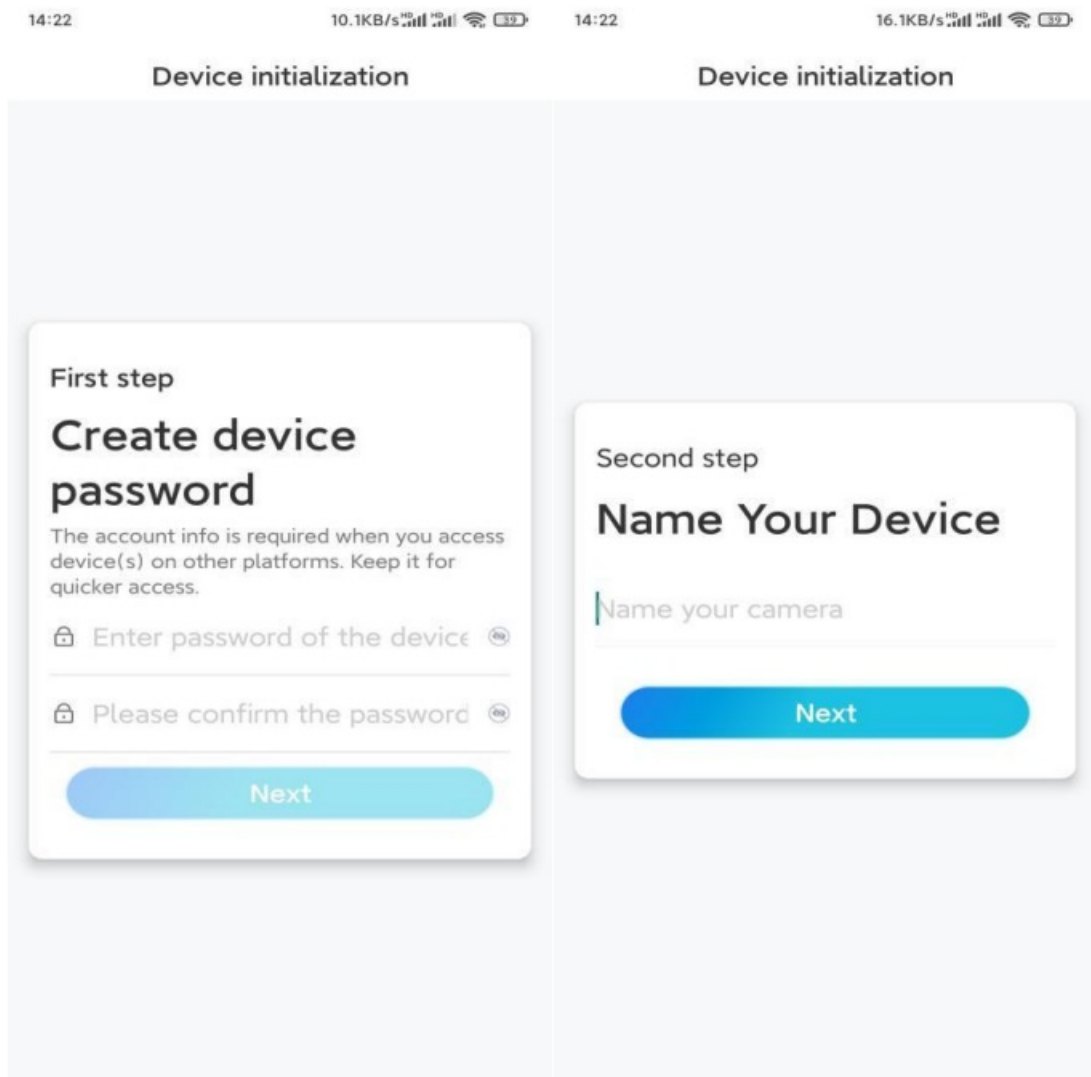 14:22
10.1KB/s
39
Device initialization
First step
Create device
password
The account info is required when you access
device(s) on other platforms. Keep it for
quicker access.
Enter password of the device
Please confirm the password
Next
14:22
16.1KB/s
39
Device initialization
Second step
Name Your Device
Name your camera
Next